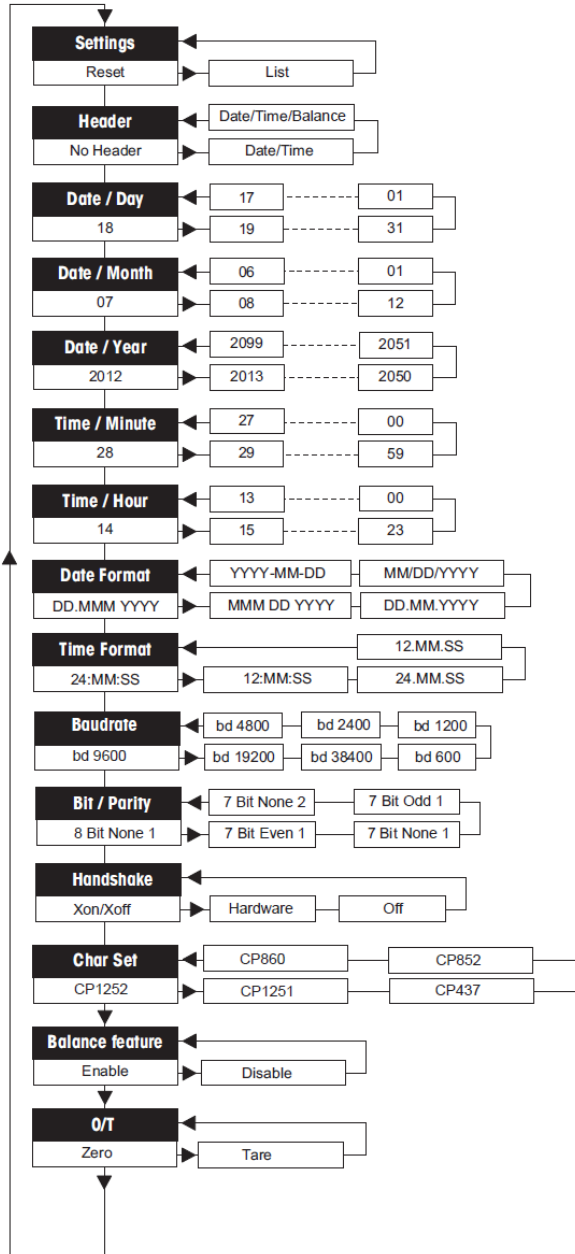 Settings
Reset List
Header Date/Time/Balance
No Header Date/Time
Date / Day 17 01
18 19 31
Date / Month 06 01
07 08 12
Date / Year 2099 2051
2012 2013 2050
Time / Minute 27 00
28 29 59
Time / Hour 13 00
14 15 23
Date Format YYYY-MM-DD MM/DD/YYYY
DD.MMM YYYY MMM DD YYYY DD.MM.YYYY
Time Format 12.MM.SS
24:MM:SS 12:MM:SS 24.MM.SS
Baudrate bd 4800 bd 2400 bd 1200
bd 9600 bd 19200 bd 38400 bd 600
Bit / Parity 7 Bit None 2 7 Bit Odd 1
8 Bit None 1 7 Bit Even 1 7 Bit None 1
Handshake
Xon/Xoff Hardware Off
Char Set CP860 CP852
CP1252 CP1251 CP437
Balance feature
Enable Disable
0/T
Zero Tare